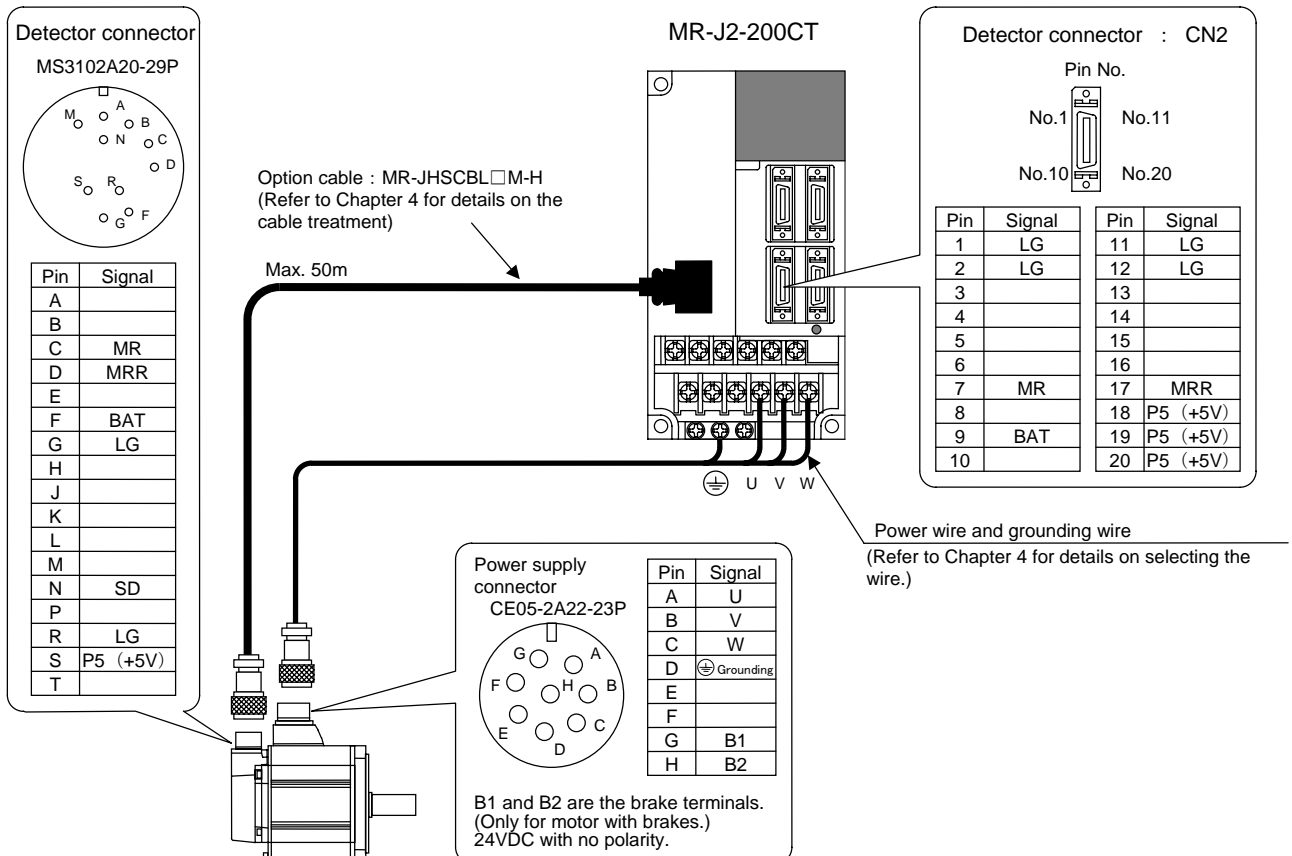 Detector connector
MS3102A20-29P
A
M
B
N
C
D
S
R
F
G
Pin Signal
A
B
C MR
D MRR
E
F BAT
G LG
H
J
K
L
M
N SD
P
R LG
S P5（+5V）
T
Option cable : MR-JHSCBL□M-H
(Refer to Chapter 4 for details on the
cable treatment)
Max. 50m
MR-J2-200CT
U V W
Detector connector : CN2
Pin No.
No.1 No.11
No.10 No.20
Pin Signal Pin Signal
1 LG 11 LG
2 LG 12 LG
3 13
4 14
5 15
6 16
7 MR 17 MRR
8 18 P5（+5V）
9 BAT 19 P5（+5V）
10 20 P5（+5V）
Power wire and grounding wire
(Refer to Chapter 4 for details on selecting the
wire.)
Power supply
connector
CE05-2A22-23P
G A
F H B
E C
D
Pin Signal
A U
B V
C W
D Grounding
E
F
G B1
H B2
B1 and B2 are the brake terminals.
(Only for motor with brakes.)
24VDC with no polarity.